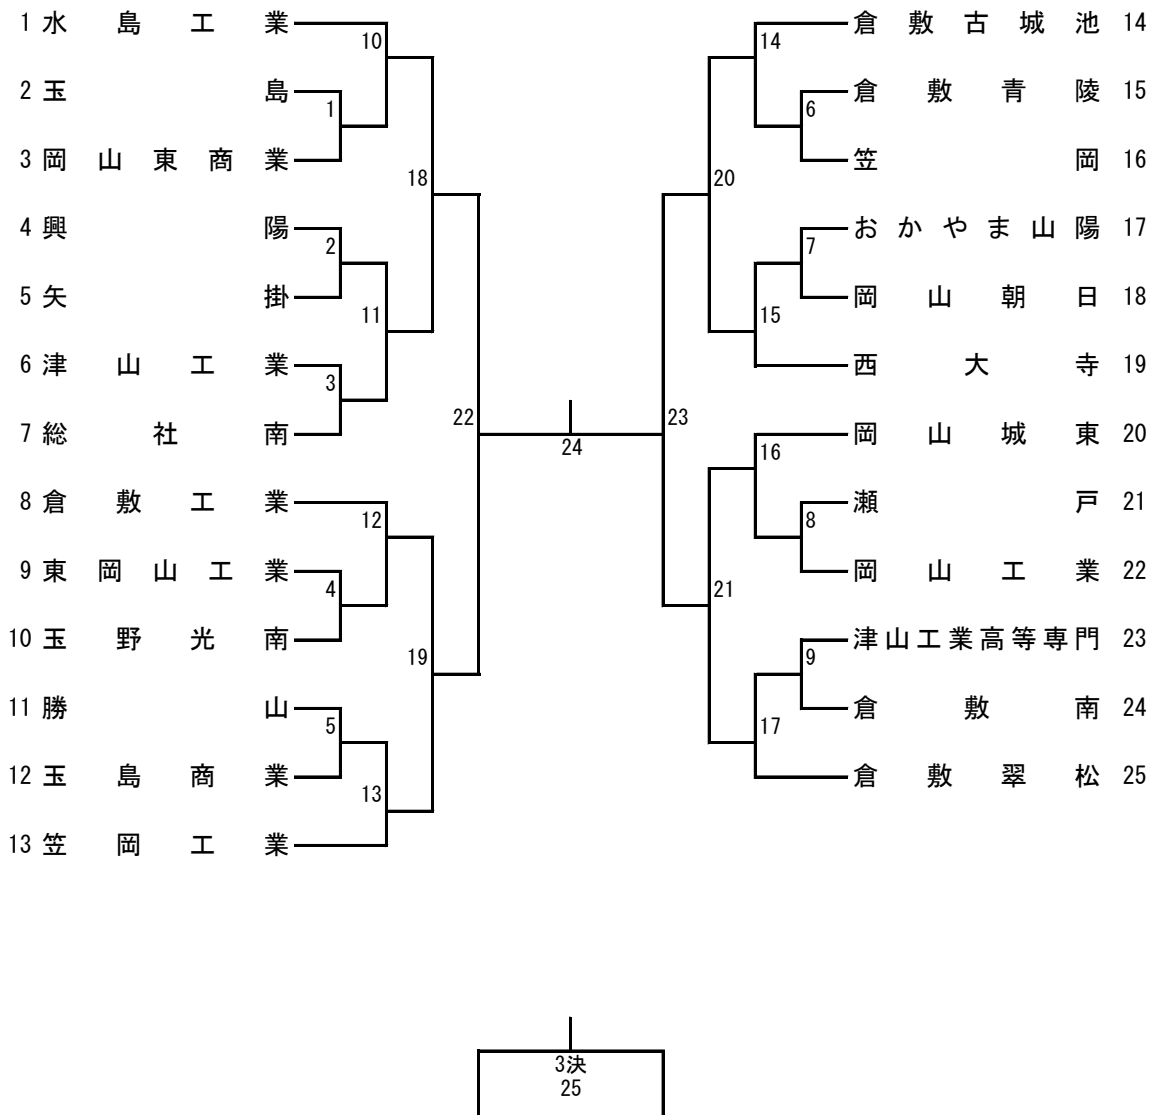 1 水島工業
10
2 玉島
1
3 岡山東商業
18
4 興陽
2
5 矢掛
11
6 津山工業
3
7 総社南
22
8 倉敷工業
12
9 東岡山工業
4
10 玉野光南
19
11 勝山
5
12 玉島商業
13
13 笠岡工業
24
倉敷古城池 14
14
倉敷青陵 15
6
笠岡 16
20
おかやま山陽 17
7
岡山朝日 18
15
西大寺 19
23
岡山城東 20
16
瀬戸 21
8
岡山工業 22
21
津山工業高等専門 23
9
倉敷南 24
17
倉敷翠松 25
3決
25